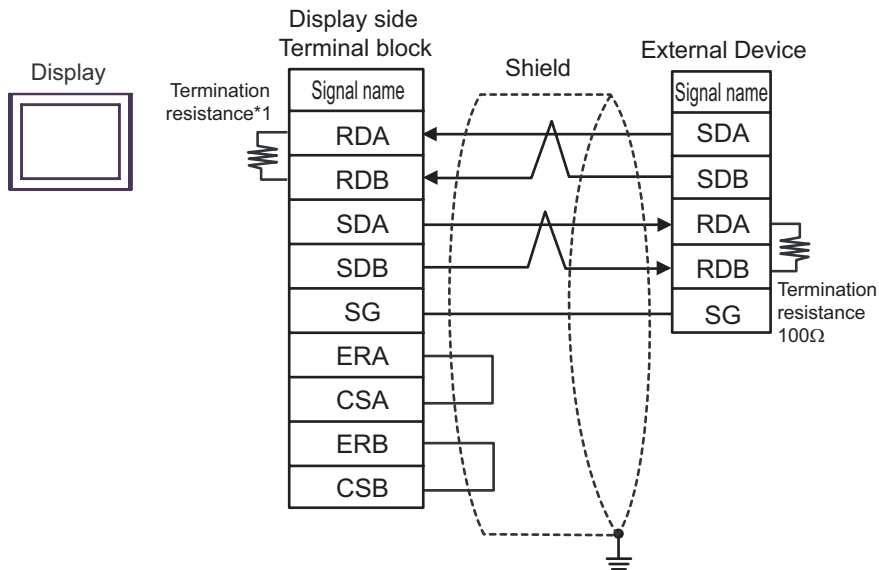 Display
Display side
Terminal block
Termination
resistance*1
Signal name
RDA
RDB
SDA
SDB
SG
ERA
CSA
ERB
CSB
Shield
External Device
Signal name
SDA
SDB
RDA
RDB
SG
Termination
resistance
100Ω